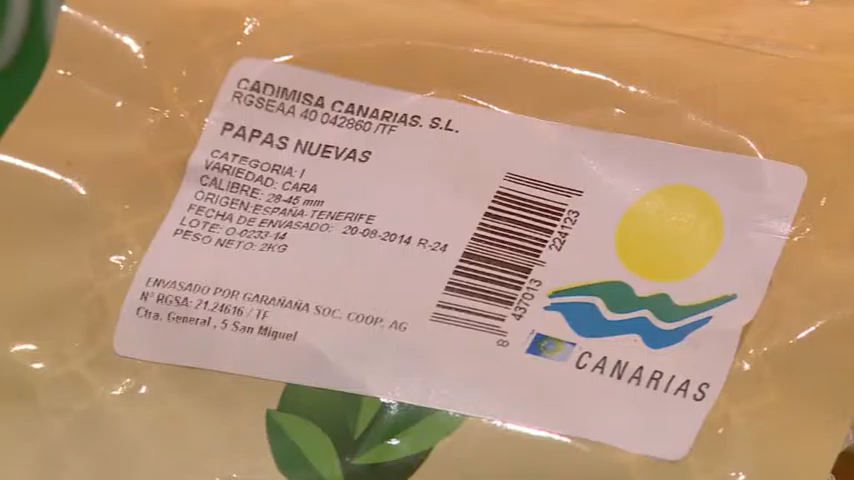 CADIMISA CANARIAS. S.L.
RGSEAA 40 042860 /TF
PAPAS NUEVAS
CATEGORIA: I
VARIEDAD: CARA
CALIBRE: 28-45 mm
ORIGEN: ESPAÑA-TENERIFE
FECHA DE ENVASADO: 20-08-2014 R-24
LOTE: O-0233-14
PESO NETO: 2KG
ENVASADO POR GARAÑAÑA SOC. COOP. AG
Nº RGSA: 21.24616 / TF
Ctra. General , 5 San Miguel
8 437013 224123
CANARIAS